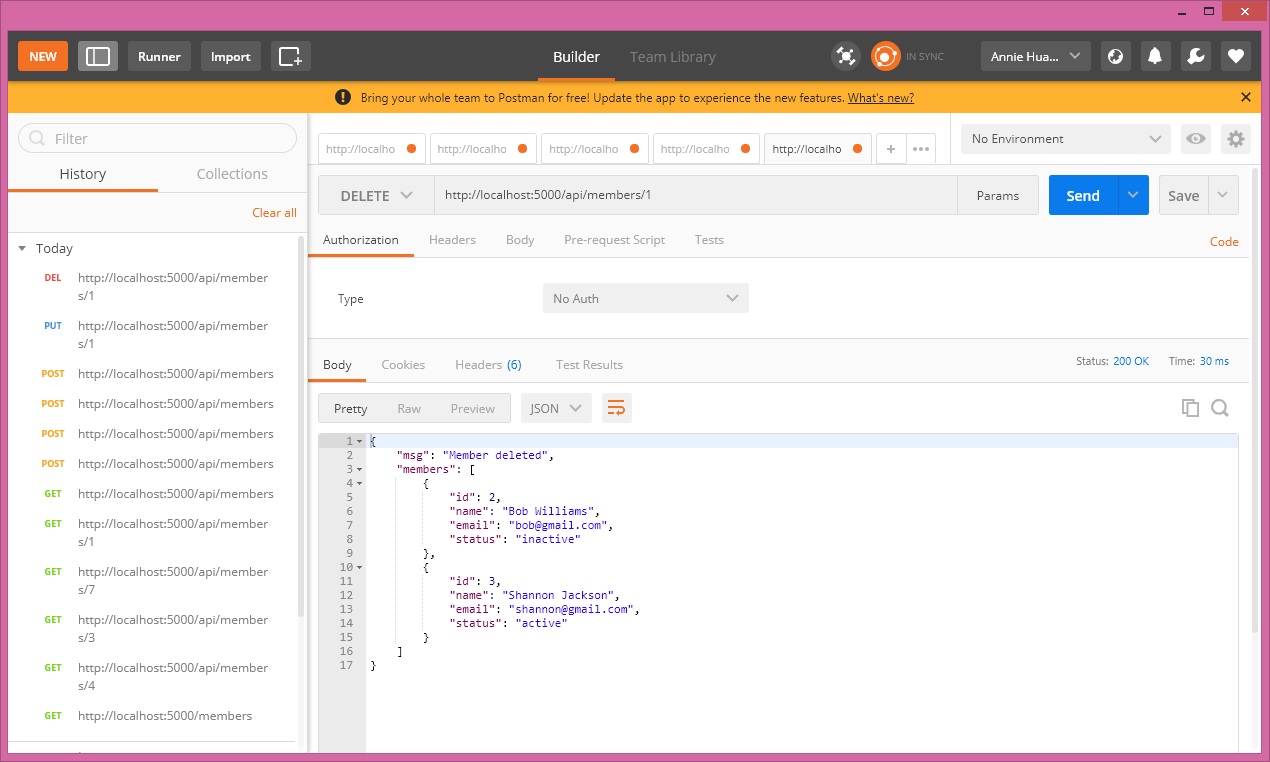 NEW Runner Import Builder Team Library IN SYNC Annie Hua...
Bring your whole team to Postman for free! Update the app to experience the new features. What's new?
Filter
History Collections
Clear all
Today
DEL http://localhost:5000/api/member
s/1
PUT http://localhost:5000/api/member
s/1
POST http://localhost:5000/api/members
POST http://localhost:5000/api/members
POST http://localhost:5000/api/members
POST http://localhost:5000/api/members
GET http://localhost:5000/api/members
GET http://localhost:5000/api/member
s/1
GET http://localhost:5000/api/member
s/7
GET http://localhost:5000/api/member
s/3
GET http://localhost:5000/api/member
s/4
GET http://localhost:5000/members
http://localho http://localho http://localho http://localho http://localho + ••• No Environment
DELETE http://localhost:5000/api/members/1 Params Send Save
Authorization Headers Body Pre-request Script Tests Code
Type No Auth
Body Cookies Headers (6) Test Results Status: 200 OK Time: 30 ms
Pretty Raw Preview JSON
1 {
2 "msg": "Member deleted",
3 "members": [
4 {
5 "id": 2,
6 "name": "Bob Williams",
7 "email": "bob@gmail.com",
8 "status": "inactive"
9 },
10 {
11 "id": 3,
12 "name": "Shannon Jackson",
13 "email": "shannon@gmail.com",
14 "status": "active"
15 }
16 ]
17 }